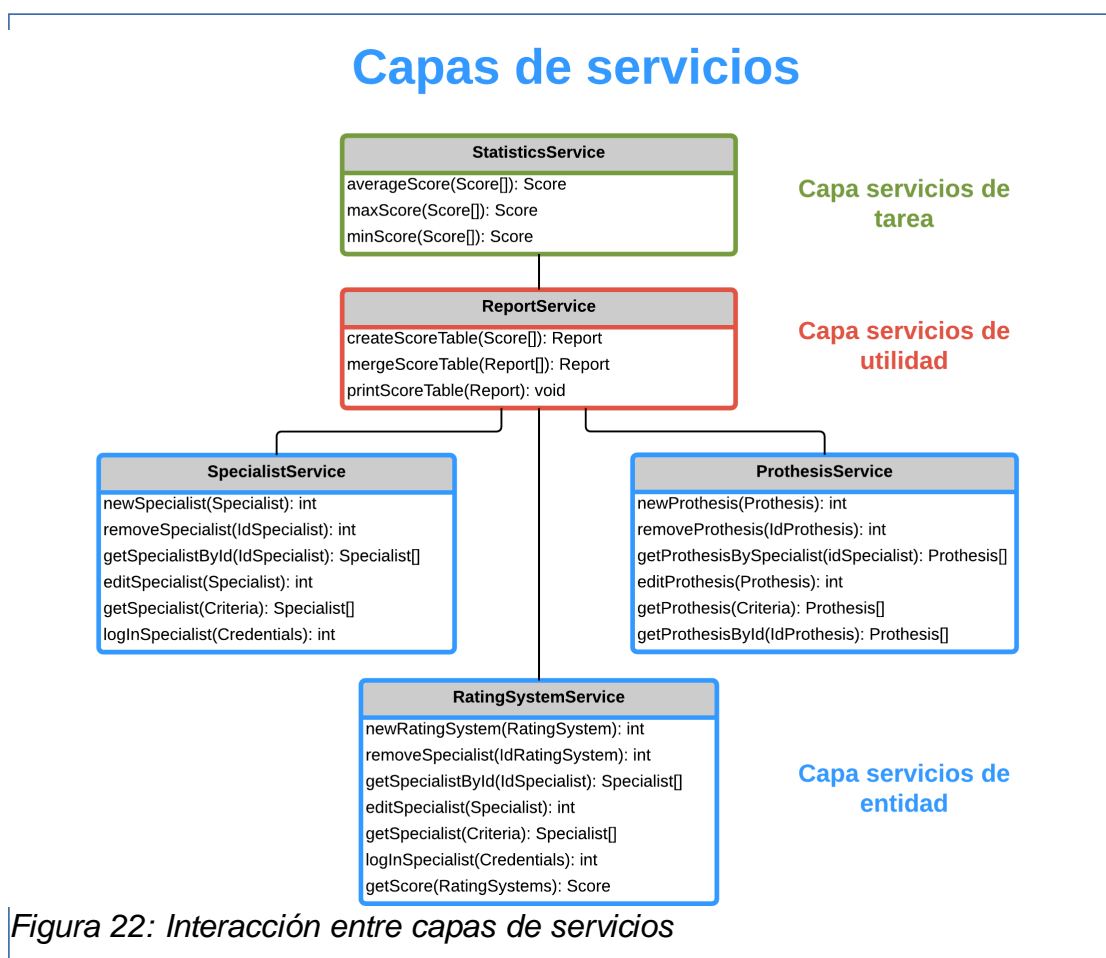 Capas de servicios
StatisticsService
averageScore(Score[]): Score
maxScore(Score[]): Score
minScore(Score[]): Score
Capa servicios de
tarea
ReportService
createScoreTable(Score[]): Report
mergeScoreTable(Report[]): Report
printScoreTable(Report): void
Capa servicios de
utilidad
SpecialistService
newSpecialist(Specialist): int
removeSpecialist(IdSpecialist): int
getSpecialistById(IdSpecialist): Specialist[]
editSpecialist(Specialist): int
getSpecialist(Criteria): Specialist[]
logInSpecialist(Credentials): int
ProthesisService
newProthesis(Prothesis): int
removeProthesis(IdProthesis): int
getProthesisBySpecialist(idSpecialist): Prothesis[]
editProthesis(Prothesis): int
getProthesis(Criteria): Prothesis[]
getProthesisById(IdProthesis): Prothesis[]
RatingSystemService
newRatingSystem(RatingSystem): int
removeSpecialist(IdRatingSystem): int
getSpecialistById(IdSpecialist): Specialist[]
editSpecialist(Specialist): int
getSpecialist(Criteria): Specialist[]
logInSpecialist(Credentials): int
getScore(RatingSystems): Score
Capa servicios de
entidad
Figura 22: Interacción entre capas de servicios